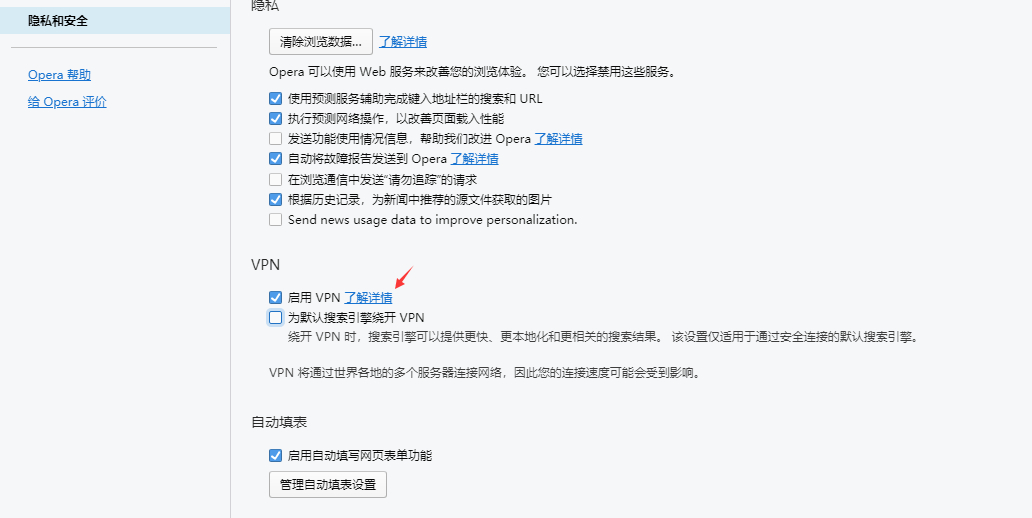 隐私和安全
Opera 帮助
给 Opera 评价
隐私
清除浏览数据... 了解详情
Opera 可以使用 Web 服务来改善您的浏览体验。 您可以选择禁用这些服务。
使用预测服务辅助完成键入地址栏的搜索和 URL
执行预测网络操作，以改善页面载入性能
发送功能使用情况信息，帮助我们改进 Opera 了解详情
自动将故障报告发送到 Opera 了解详情
在浏览通信中发送“请勿追踪”的请求
根据历史记录，为新闻中推荐的源文件获取的图片
Send news usage data to improve personalization.
VPN
启用 VPN 了解详情
为默认搜索引擎绕开 VPN
绕开 VPN 时，搜索引擎可以提供更快、更本地化和更相关的搜索结果。 该设置仅适用于通过安全连接的默认搜索引擎。
VPN 将通过世界各地的多个服务器连接网络，因此您的连接速度可能会受到影响。
自动填表
启用自动填写网页表单功能
管理自动填表设置